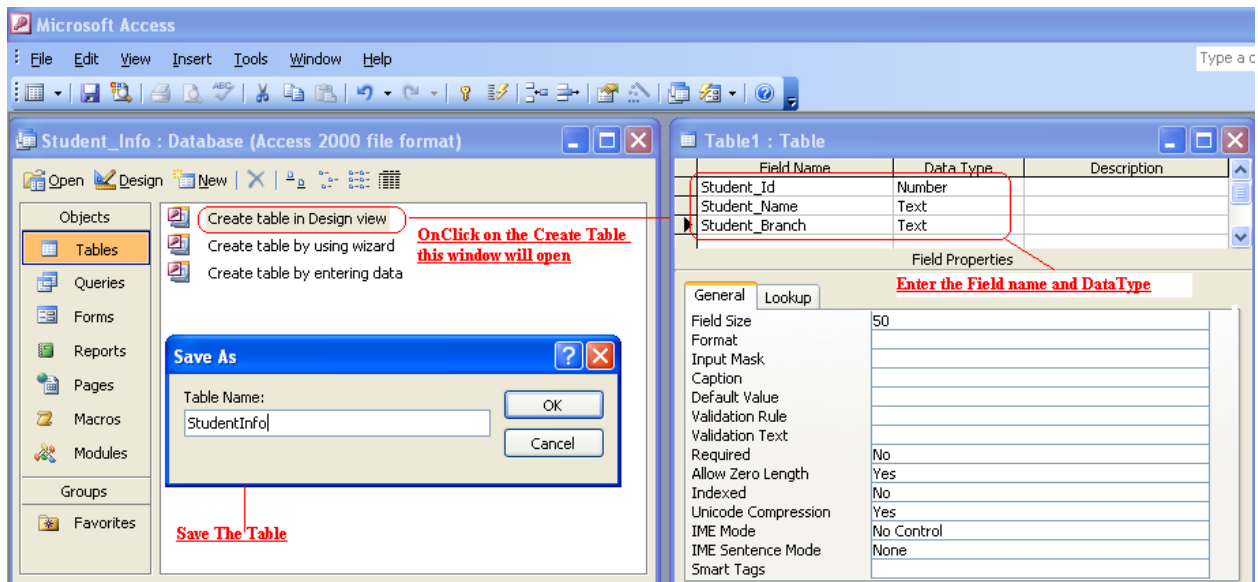 Microsoft Access
File Edit View Insert Tools Window Help
Type a
Student_Info : Database (Access 2000 file format)
Open Design New
Objects
Tables
Queries
Forms
Reports
Pages
Macros
Modules
Groups
Favorites
Create table in Design view
Create table by using wizard
Create table by entering data
OnClick on the Create Table
this window will open
Save As
Table Name:
StudentInfo
OK
Cancel
Save The Table
Table1 : Table
Field Name Data Type Description
Student_Id Number
Student_Name Text
Student_Branch Text
Field Properties
Enter the Field name and DataType
General Lookup
Field Size 50
Format
Input Mask
Caption
Default Value
Validation Rule
Validation Text
Required No
Allow Zero Length Yes
Indexed No
Unicode Compression Yes
IME Mode No Control
IME Sentence Mode None
Smart Tags